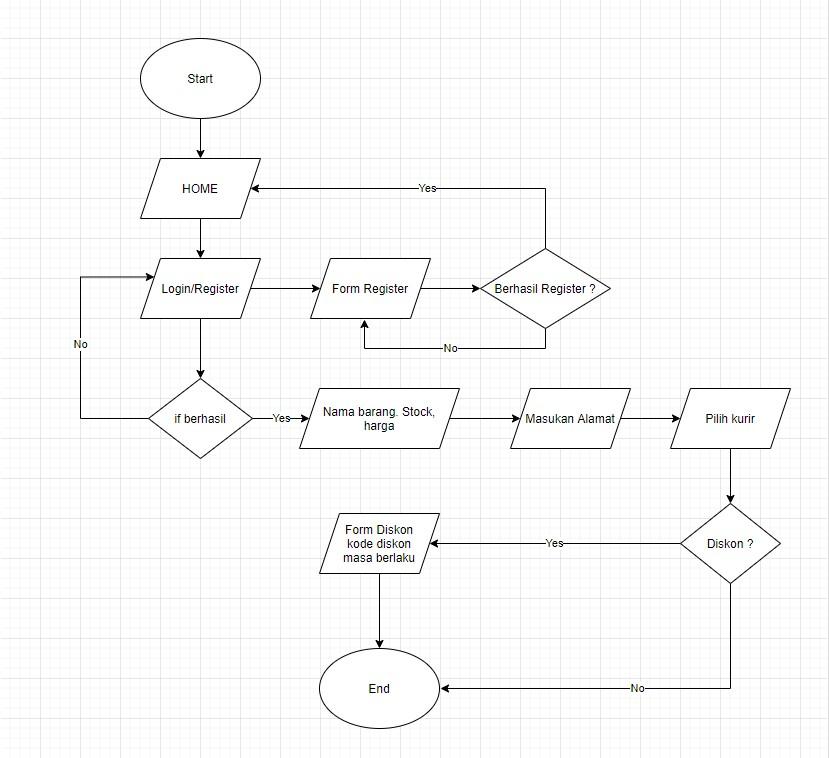 Start
HOME
Yes
Login/Register
Form Register
Berhasil Register ?
No
No
if berhasil
Yes
Nama barang. Stock,
harga
Masukan Alamat
Pilih kurir
Form Diskon
kode diskon
masa berlaku
Yes
Diskon ?
End
No